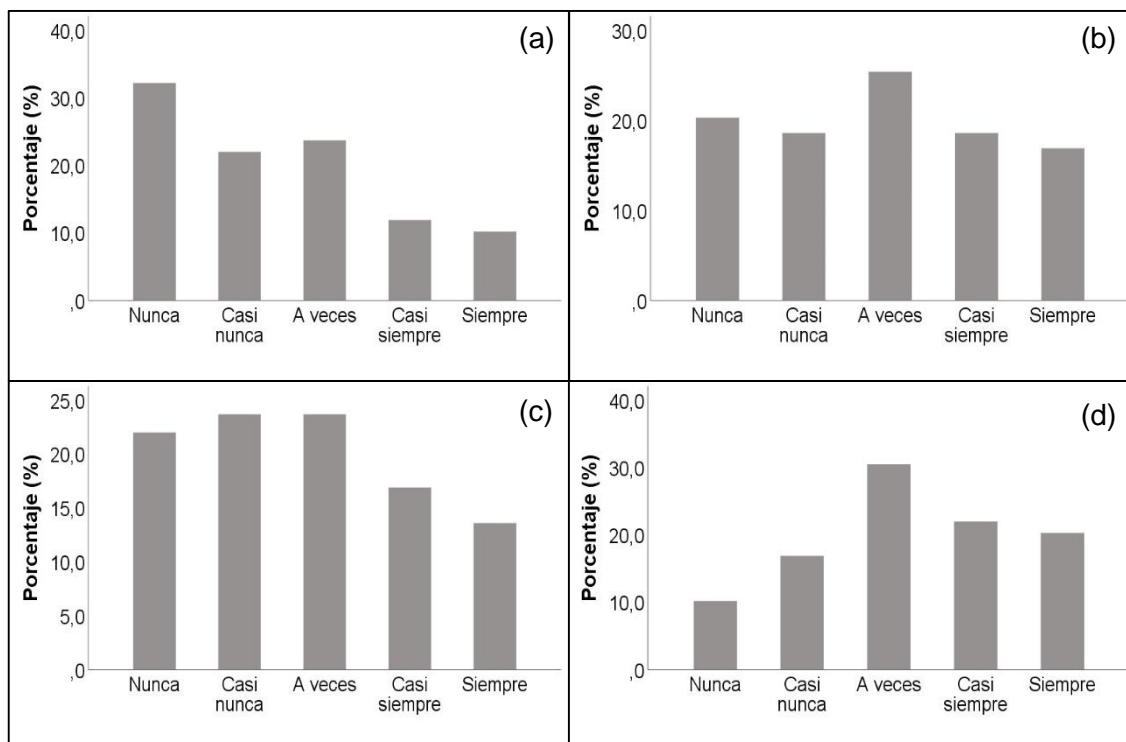 (a)
Porcentaje (%)
40,0
30,0
20,0
10,0
,0
Nunca
Casi
nunca
A veces
Casi
siempre
Siempre
(b)
Porcentaje (%)
30,0
20,0
10,0
,0
Nunca
Casi
nunca
A veces
Casi
siempre
Siempre
(c)
Porcentaje (%)
25,0
20,0
15,0
10,0
5,0
,0
Nunca
Casi
nunca
A veces
Casi
siempre
Siempre
(d)
Porcentaje (%)
40,0
30,0
20,0
10,0
,0
Nunca
Casi
nunca
A veces
Casi
siempre
Siempre